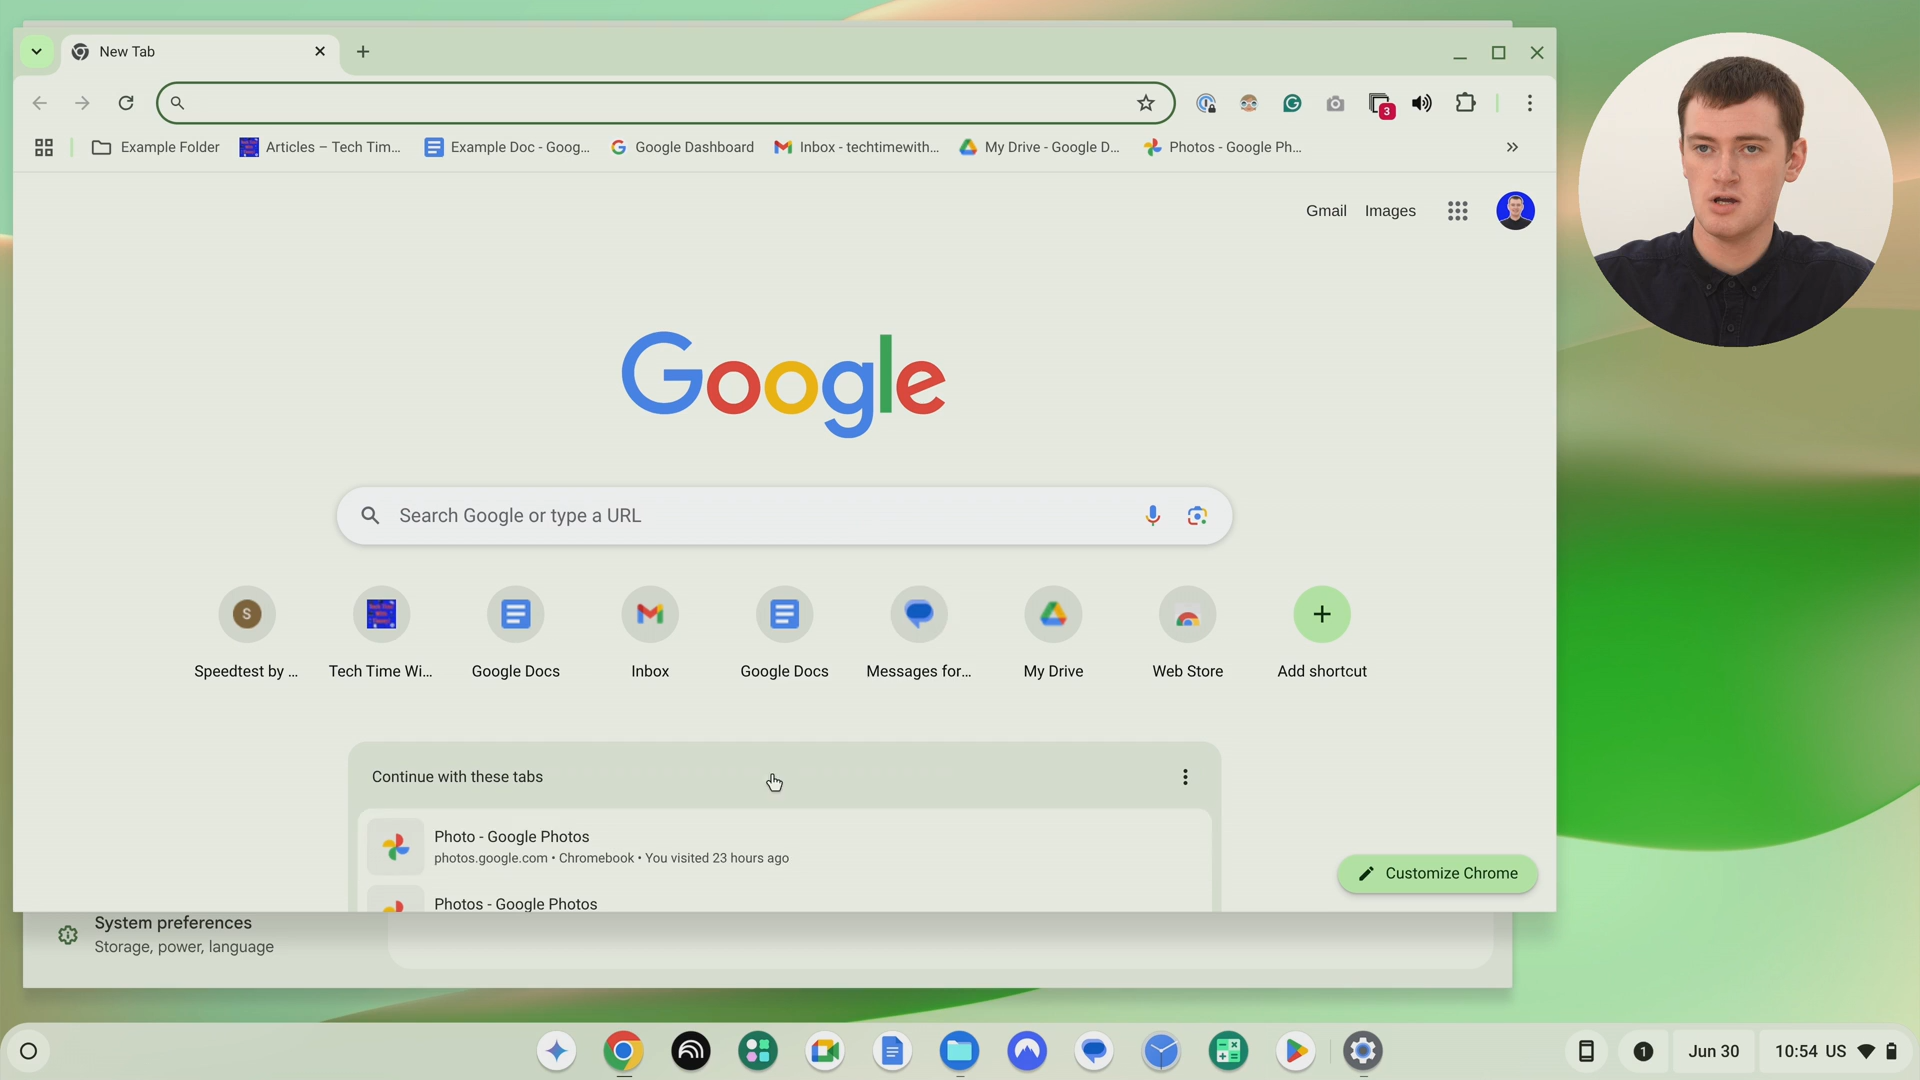 New Tab
3
Example Folder
Articles – Tech Tim...
Example Doc - Goog...
Google Dashboard
Inbox - techtimewith...
My Drive - Google D...
Photos - Google Ph...
Gmail
Images
Google
Search Google or type a URL
S
Speedtest by ...
Tech Time Wi...
Google Docs
Inbox
Google Docs
Messages for...
My Drive
Web Store
Add shortcut
Continue with these tabs
Photo - Google Photos
photos.google.com • Chromebook • You visited 23 hours ago
Photos - Google Photos
Customize Chrome
System preferences
Storage, power, language
1
Jun 30
10:54 US